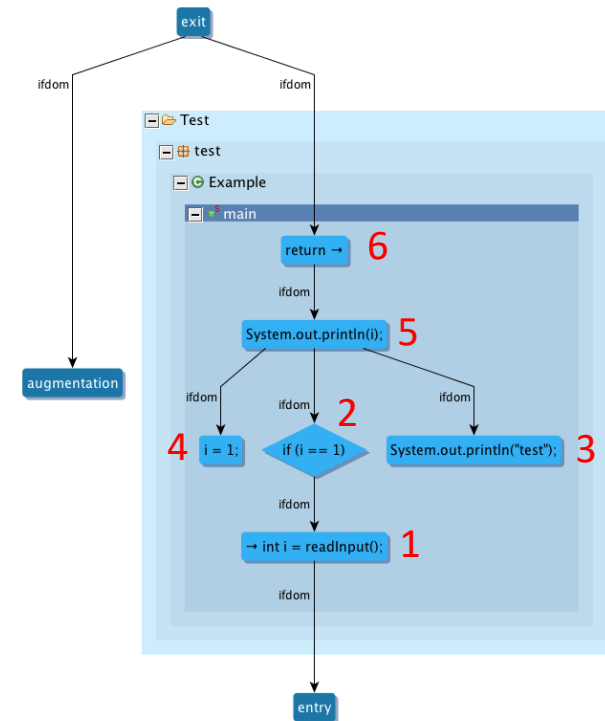 exit
ifdom
ifdom
Test
test
Example
main
return →
6
ifdom
System.out.println(i);
5
augmentation
ifdom
ifdom
ifdom
2
4
i = 1;
if (i == 1)
System.out.println("test");
3
ifdom
→ int i = readInput();
1
ifdom
entry